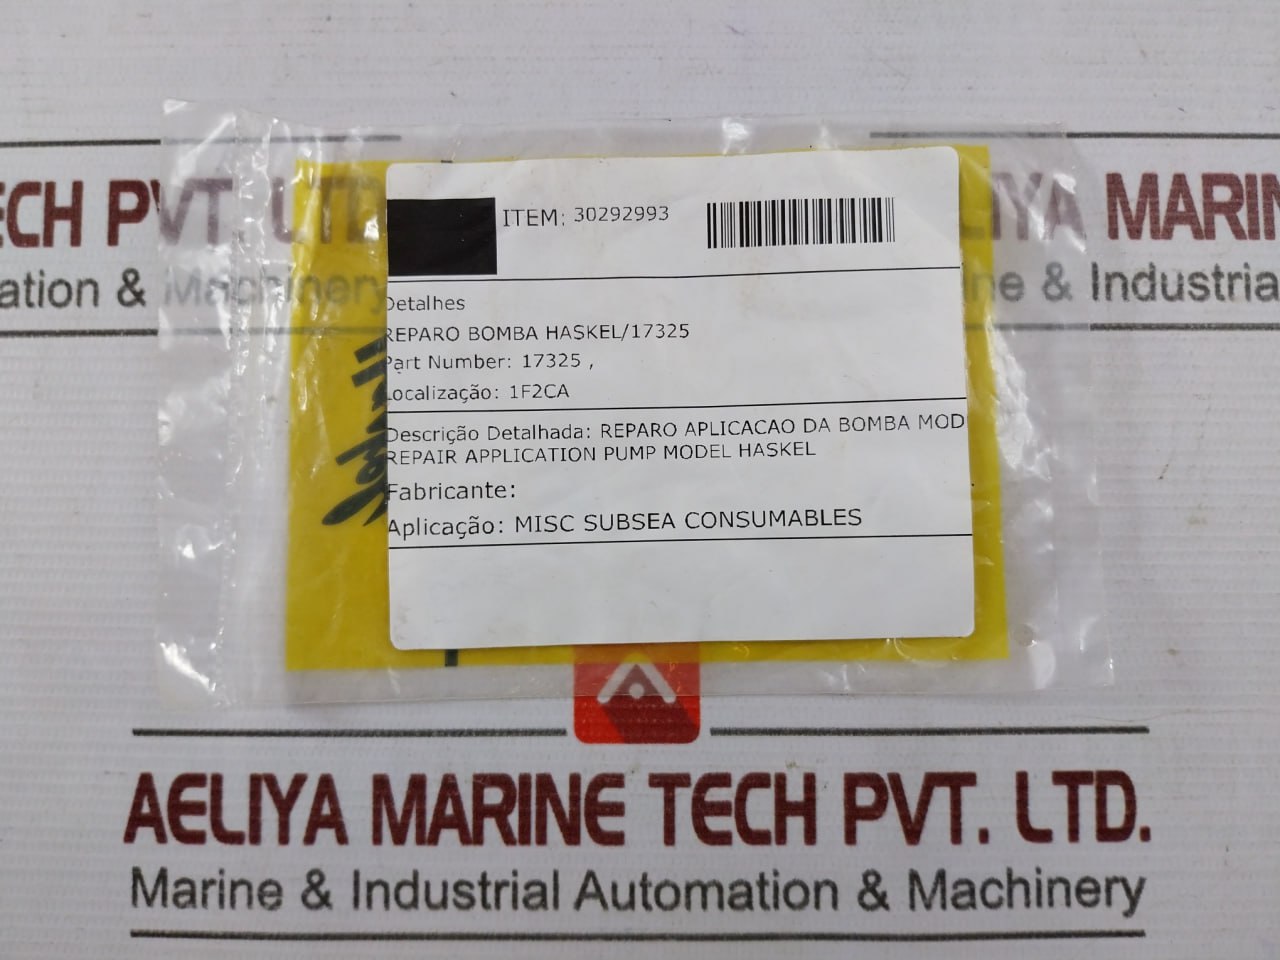 ECH PVT. LTD
AELIYA MARIN
ation & Machinery
ine & Industria
ITEM: 30292993
Detalhes
REPARO BOMBA HASKEL/17325
Part Number: 17325 ,
Localização: 1F2CA
Descrição Detalhada: REPARO APLICACAO DA BOMBA MOD
REPAIR APPLICATION PUMP MODEL HASKEL
Fabricante:
Aplicação: MISC SUBSEA CONSUMABLES
AELIYA MARINE TECH PVT. LTD.
Marine & Industrial Automation & Machinery